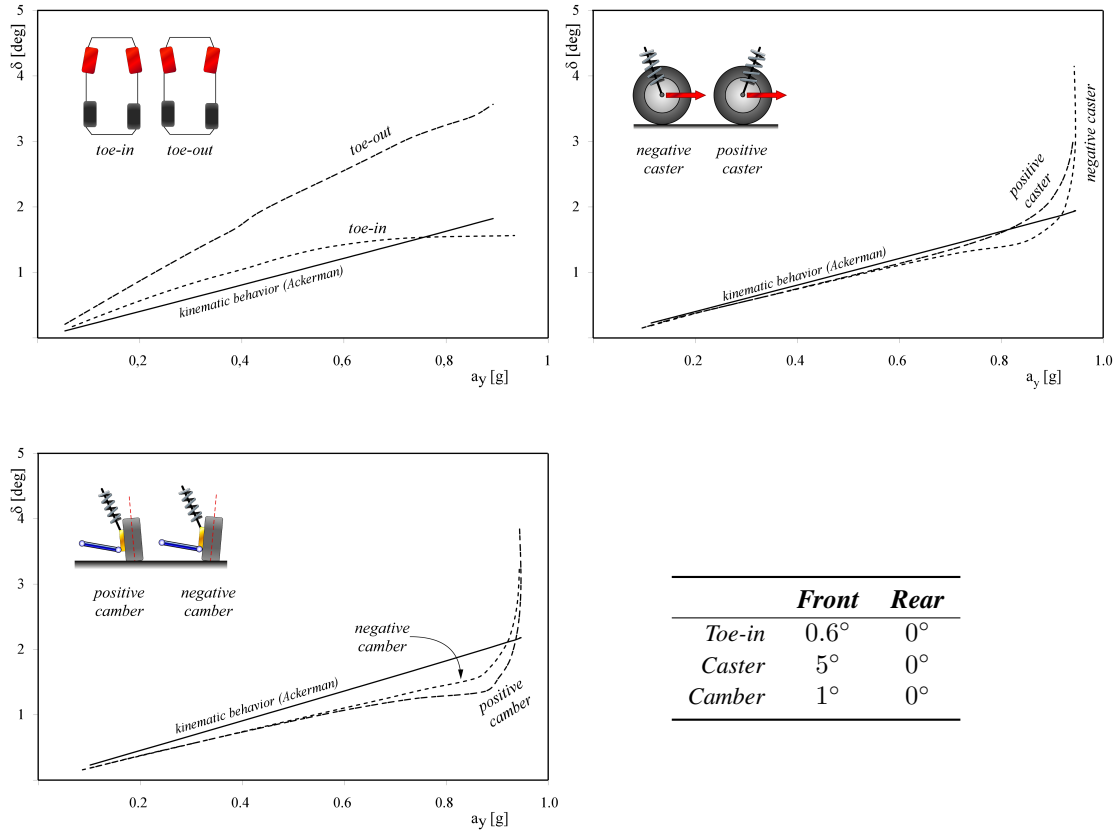 5
δ [deg]
4
3
2
1
toe-in toe-out
toe-out
toe-in
kinematic behavior (Ackerman)
0,2 0,4 0,6 0,8 1
ay [g]
5
δ [deg]
4
3
2
1
negative caster
positive caster
positive caster
negative caster
kinematic behavior (Ackerman)
0.2 0.4 0.6 0.8 1.0
ay [g]
5
δ [deg]
4
3
2
1
positive camber
negative camber
negative camber
kinematic behavior (Ackerman)
positive camber
0.2 0.4 0.6 0.8 1.0
ay [g]
Front Rear
Toe-in 0.6° 0°
Caster 5° 0°
Camber 1° 0°